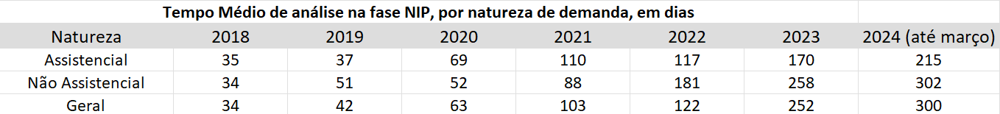 Tempo Médio de análise na fase NIP, por natureza de demanda, em dias
Natureza 2018 2019 2020 2021 2022 2023 2024 (até março)
Assistencial 35 37 69 110 117 170 215
Não Assistencial 34 51 52 88 181 258 302
Geral 34 42 63 103 122 252 300